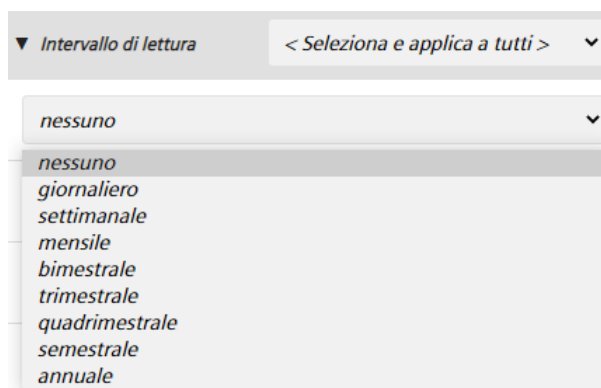 ▼ Intervallo di lettura
< Seleziona e applica a tutti >
nessuno
nessuno
giornaliero
settimanale
mensile
bimestrale
trimestrale
quadrimestrale
semestrale
annuale